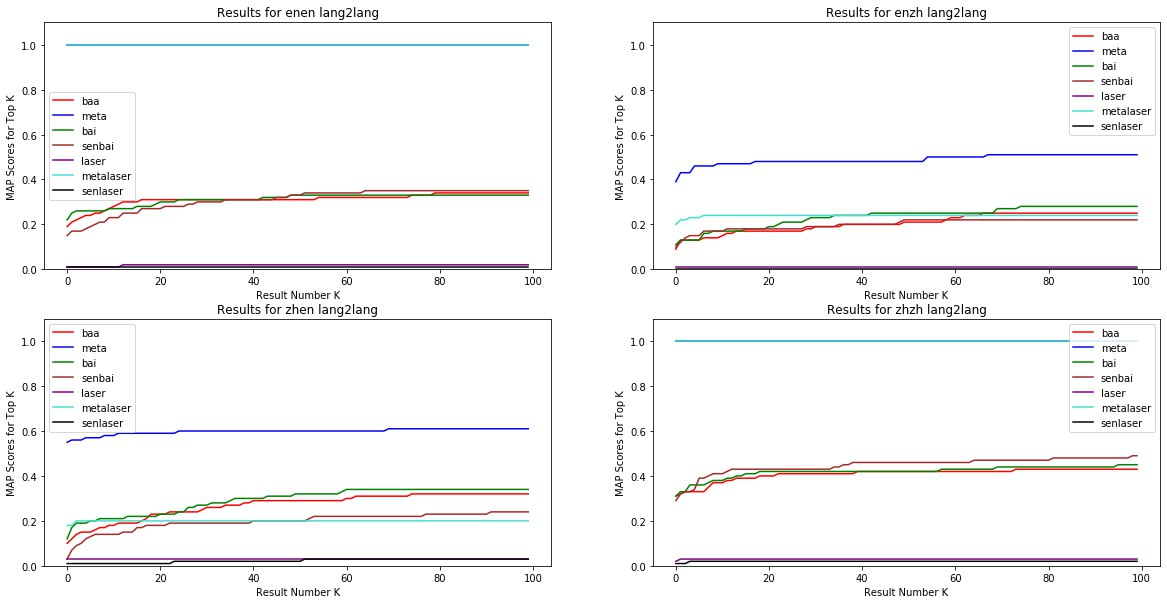 Results for enen lang2lang
MAP Scores for Top K
1.0
0.8
0.6
0.4
0.2
0.0
baa
meta
bai
senbai
laser
metalaser
senlaser
0 20 40 60 80 100
Result Number K
Results for enzh lang2lang
MAP Scores for Top K
1.0
0.8
0.6
0.4
0.2
0.0
baa
meta
bai
senbai
laser
metalaser
senlaser
0 20 40 60 80 100
Result Number K
Results for zhen lang2lang
MAP Scores for Top K
1.0
0.8
0.6
0.4
0.2
0.0
baa
meta
bai
senbai
laser
metalaser
senlaser
0 20 40 60 80 100
Result Number K
Results for zhzh lang2lang
MAP Scores for Top K
1.0
0.8
0.6
0.4
0.2
0.0
baa
meta
bai
senbai
laser
metalaser
senlaser
0 20 40 60 80 100
Result Number K